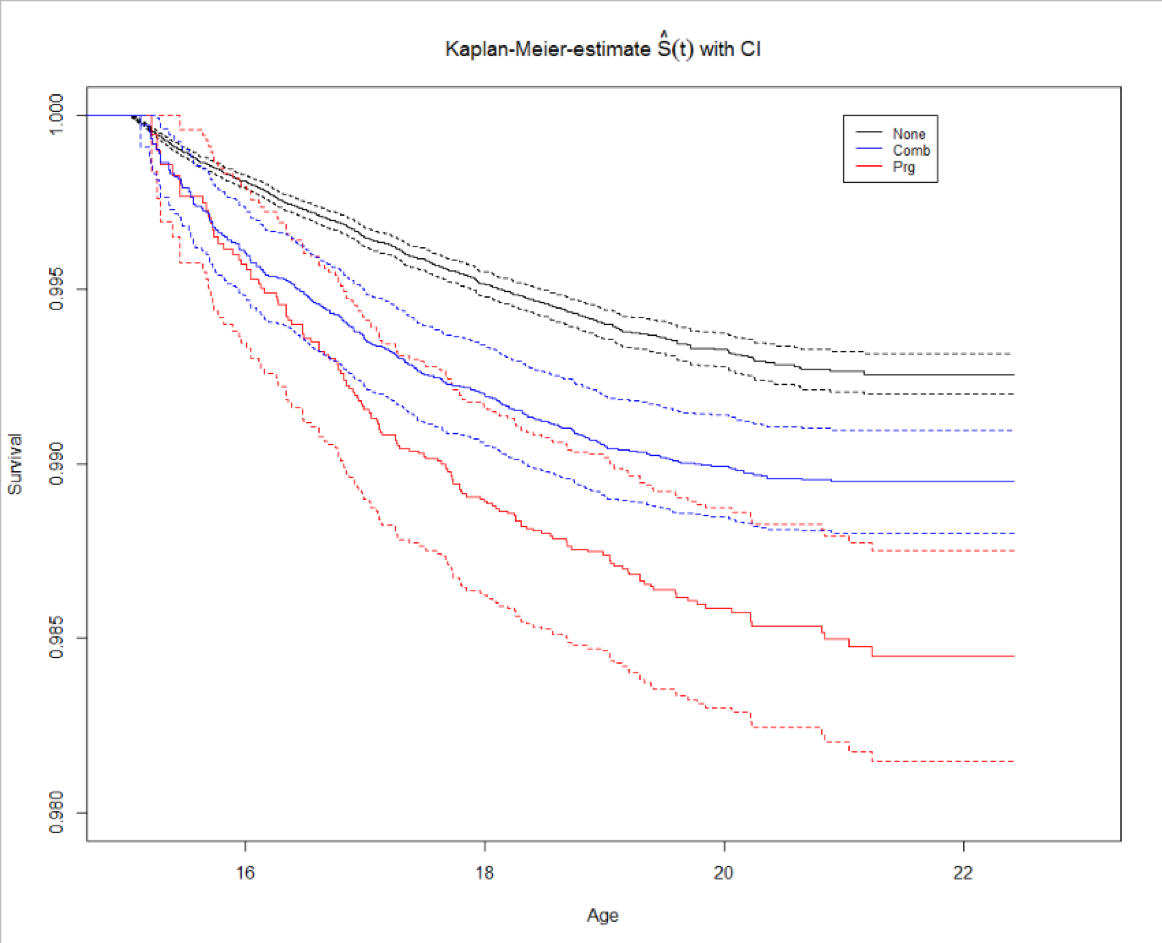 Kaplan-Meier-estimate Ŝ(t) with CI
None
Comb
Prg
1.000
0.995
0.990
0.985
0.980
Survival
16 18 20 22
Age